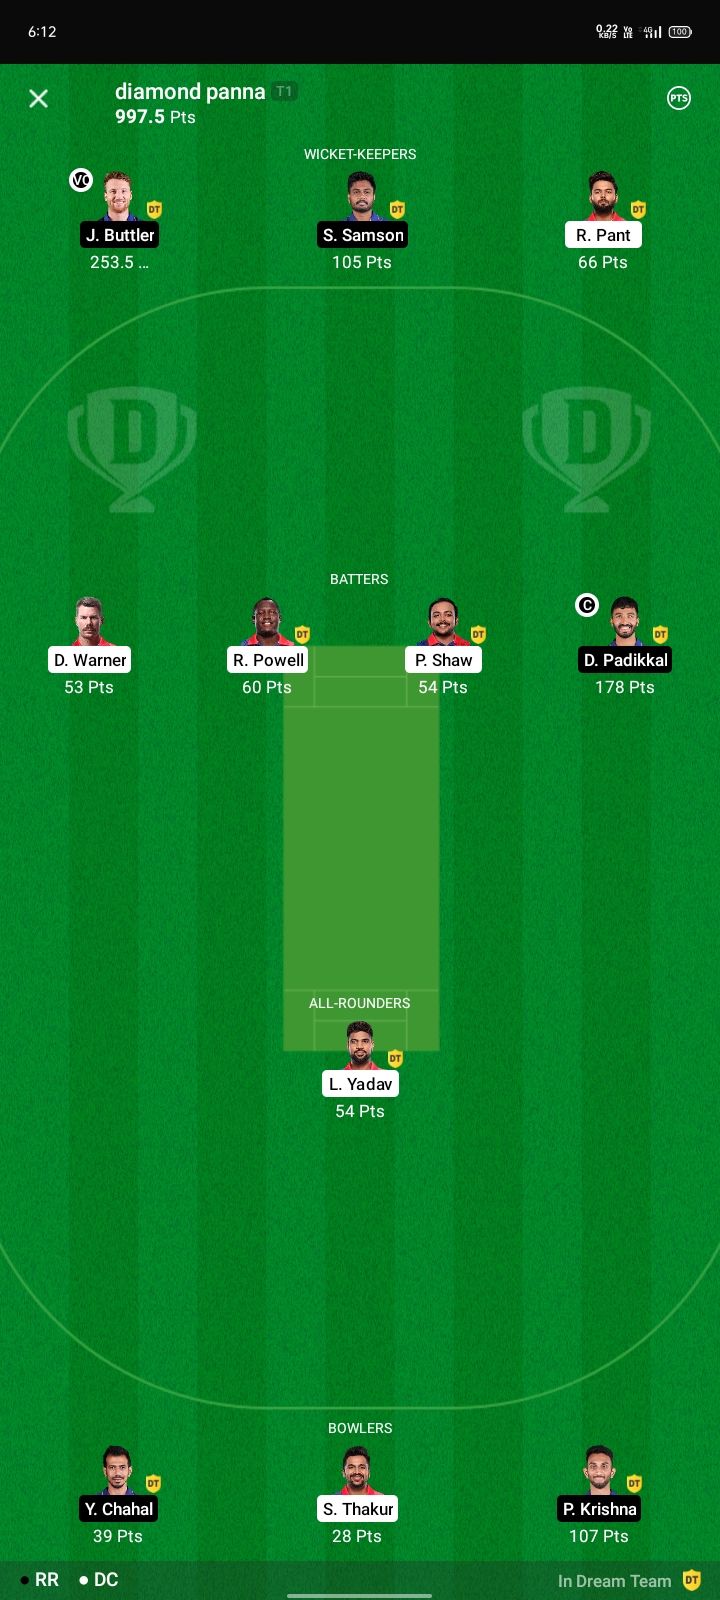 6:12
0.22 KB/S Vo LTE 4G 100
diamond panna T1
997.5 Pts
PTS
WICKET-KEEPERS
VC
DT DT DT
J. Buttler S. Samson R. Pant
253.5 ... 105 Pts 66 Pts
D D
BATTERS
C
DT DT DT
D. Warner R. Powell P. Shaw D. Padikkal
53 Pts 60 Pts 54 Pts 178 Pts
ALL-ROUNDERS
DT
L. Yadav
54 Pts
BOWLERS
DT DT
Y. Chahal S. Thakur P. Krishna
39 Pts 28 Pts 107 Pts
RR DC In Dream Team DT